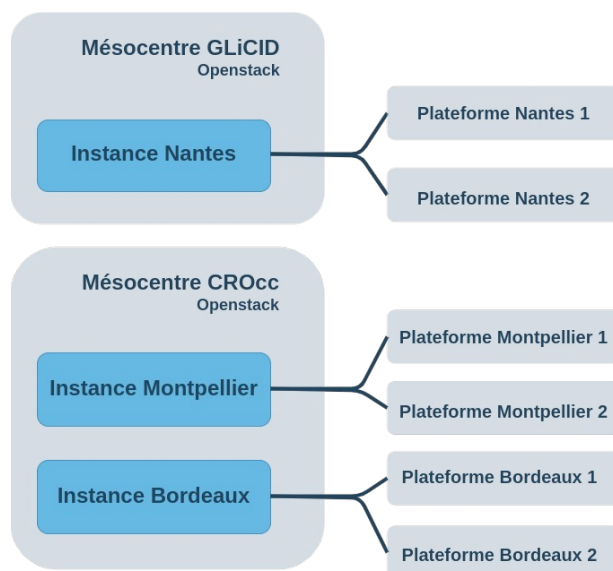 Mésocentre GLiCID
Openstack
Instance Nantes
Plateforme Nantes 1
Plateforme Nantes 2
Mésocentre CROcc
Openstack
Instance Montpellier
Plateforme Montpellier 1
Plateforme Montpellier 2
Instance Bordeaux
Plateforme Bordeaux 1
Plateforme Bordeaux 2